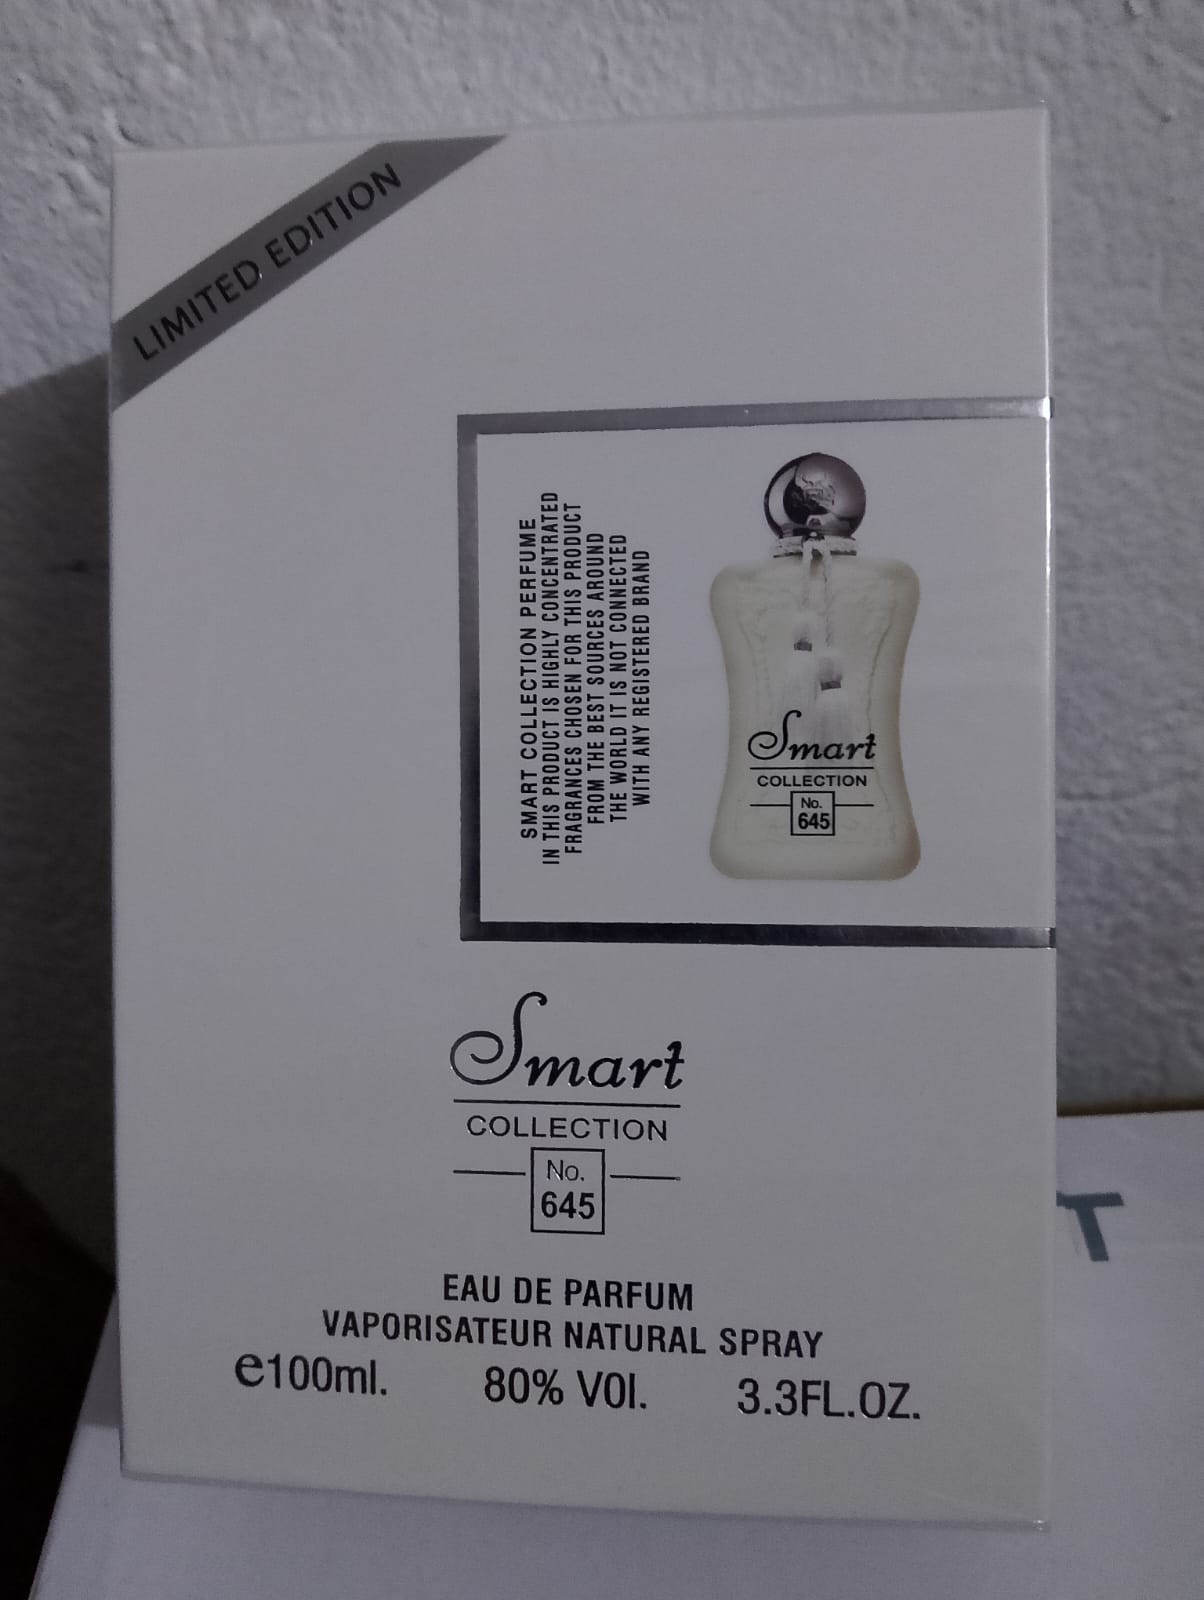 LIMITED EDITION
SMART COLLECTION PERFUME
IN THIS PRODUCT IS HIGHLY CONCENTRATED
FRAGRANCES CHOSEN FOR THIS PRODUCT
FROM THE BEST SOURCES AROUND
THE WORLD IT IS NOT CONNECTED
WITH ANY REGISTERED BRAND
Smart
COLLECTION
No.
645
Smart
COLLECTION
No.
645
EAU DE PARFUM
VAPORISATEUR NATURAL SPRAY
e100ml. 80% VOl. 3.3FL.OZ.
T